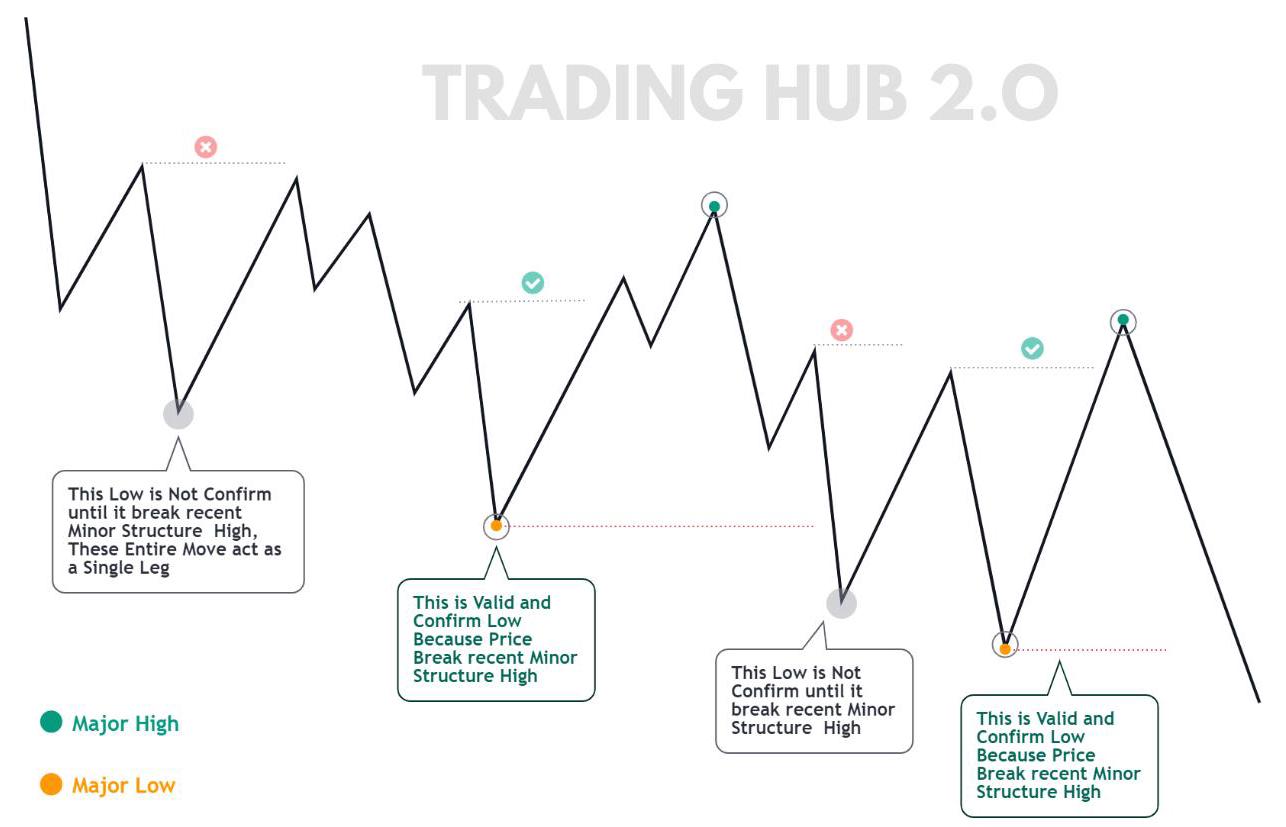 TRADING HUB 2.0
This Low is Not Confirm
until it break recent
Minor Structure  High,
These Entire Move act as
a Single Leg
This is Valid and
Confirm Low
Because Price
Break recent Minor
Structure High
This Low is Not
Confirm until it
break recent Minor
Structure  High
This is Valid and
Confirm Low
Because Price
Break recent Minor
Structure High
Major High
Major Low